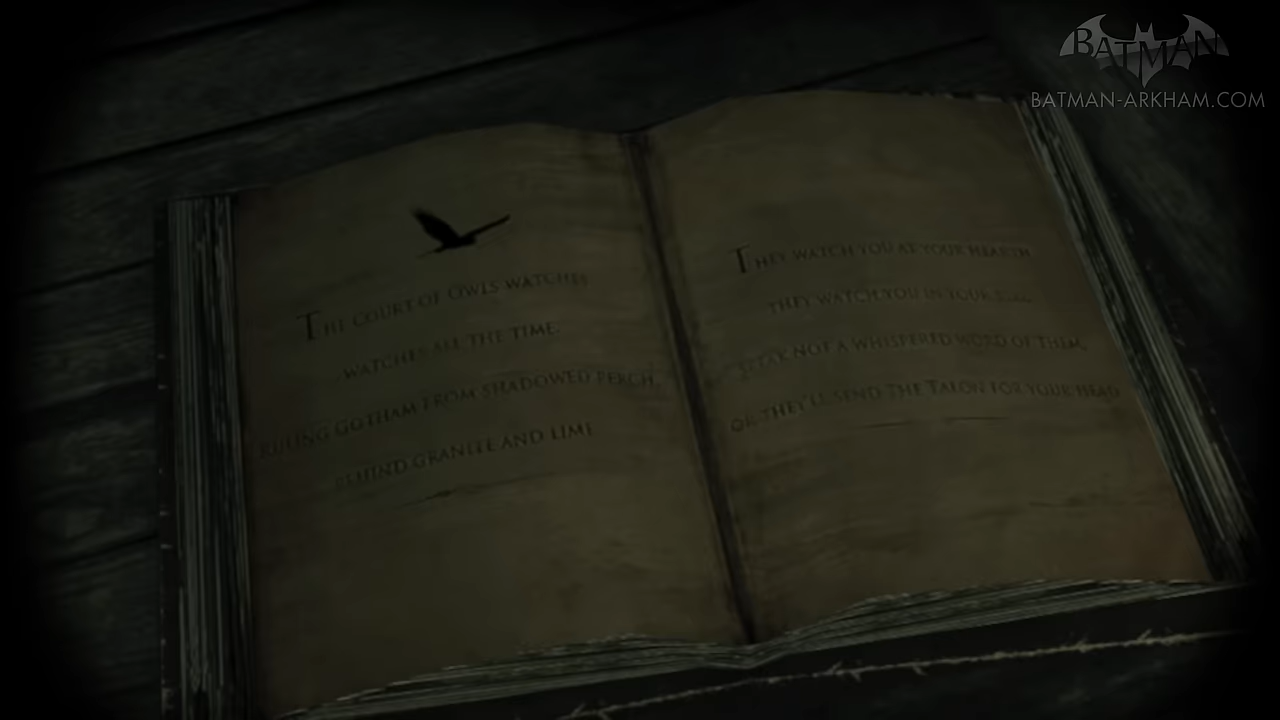 BATMAN
BATMAN-ARKHAM.COM
THE COURT OF OWLS WATCHES
WATCHES ALL THE TIME.
RULING GOTHAM FROM SHADOWED PERCH,
BEHIND GRANITE AND LIME
THEY WATCH YOU AT YOUR HEARTH
THEY WATCH YOU IN YOUR
SPEAK NOT A WHISPERED WORD OF THEM,
OR THEY'LL SEND THE TALON FOR YOUR HEAD